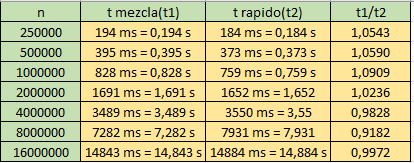 n t mezcla(t1) t rapido(t2) t1/t2
250000 194 ms = 0,194 s 184 ms = 0,184 s 1,0543
500000 395 ms = 0,395 s 373 ms = 0,373 s 1,0590
1000000 828 ms = 0,828 s 759 ms = 0,759 s 1,0909
2000000 1691 ms = 1,691 s 1652 ms = 1,652 1,0236
4000000 3489 ms = 3,489 s 3550 ms = 3,55 0,9828
8000000 7282 ms = 7,282 s 7931 ms = 7,931 0,9182
16000000 14843 ms = 14,843 s 14884 ms = 14,884 s 0,9972